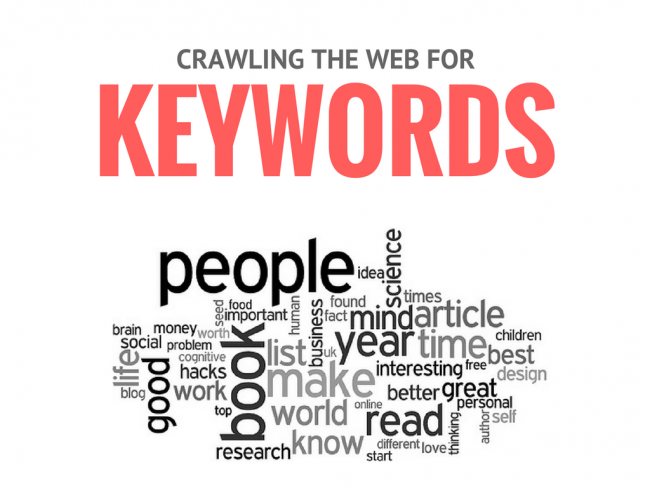 CRAWLING THE WEB FOR
KEYWORDS
people
idea
science
times
seed
food
important
human
business
found
fact
mind
article
brain
money
worth
social
problem
cognitive
life
blog
good
hacks
work
top
book
list
uk
year
time
children
best
make
interesting
free
design
better
great
world
online
read
personal
thinking
author
self
research
know
different
love
start